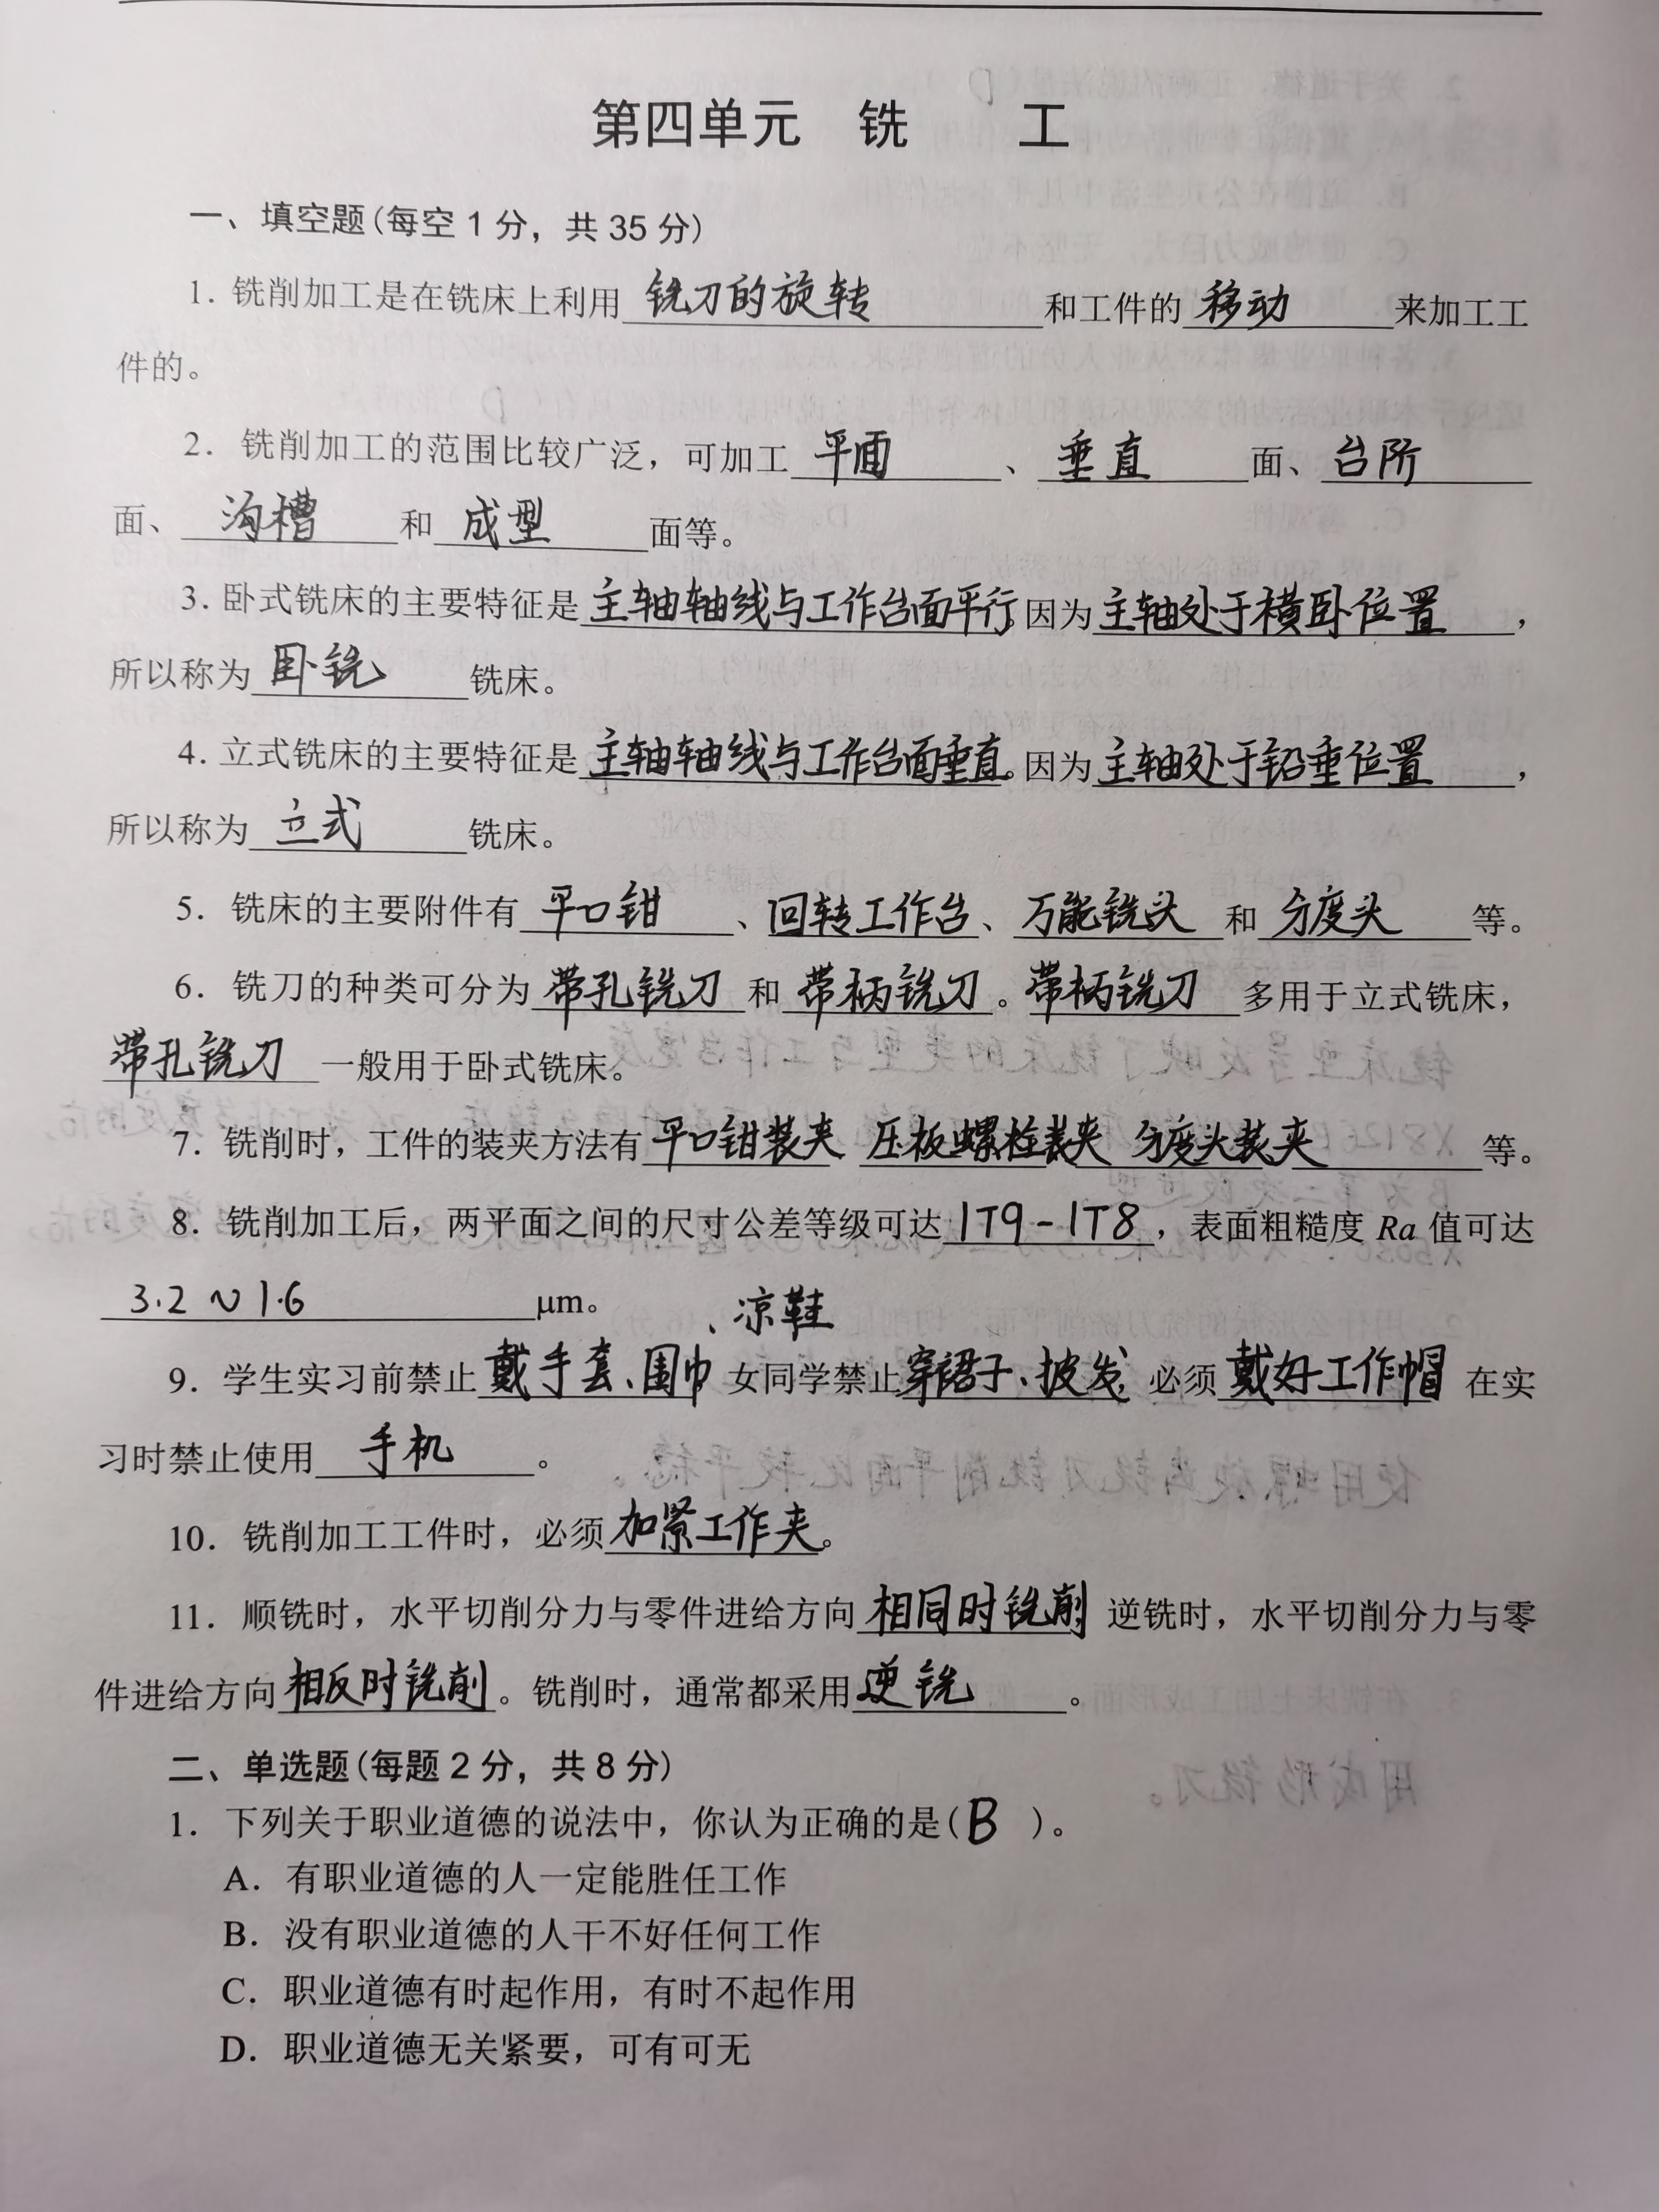 第四单元 铣 工
一、填空题(每空1分，共35分)
1. 铣削加工是在铣床上利用 铣刀的旋转 和工件的 移动 来加工工
件的。
2. 铣削加工的范围比较广泛，可加工 平面 、 垂直 面、 台阶
面、 沟槽 和 成型 面等。
3. 卧式铣床的主要特征是 主轴轴线与工作台面平行。因为 主轴处于横卧位置 ，
所以称为 卧铣 铣床。
4. 立式铣床的主要特征是 主轴轴线与工作台面垂直。因为 主轴处于铅垂位置 ，
所以称为 立式 铣床。
5. 铣床的主要附件有 平口钳 、回转工作台、 万能铣头 和 分度头 等。
6. 铣刀的种类可分为 带孔铣刀 和 带柄铣刀 。带柄铣刀 多用于立式铣床，
带孔铣刀 一般用于卧式铣床。
7. 铣削时，工件的装夹方法有 平口钳装夹 压板螺栓装夹 分度头装夹 等。
8. 铣削加工后，两平面之间的尺寸公差等级可达 1T9-1T8 ，表面粗糙度 Ra 值可达
3.2~1.6 μm。
、凉鞋
9. 学生实习前禁止 戴手套、围巾 女同学禁止 穿裙子、披发 必须 戴好工作帽 在实
习时禁止使用 手机 。
10. 铣削加工工件时，必须 加紧工作夹。
11. 顺铣时，水平切削分力与零件进给方向 相同时铣削 逆铣时，水平切削分力与零
件进给方向 相反时铣削 。铣削时，通常都采用 逆铣 。
二、单选题(每题2分，共8分)
1. 下列关于职业道德的说法中，你认为正确的是( B )。
A. 有职业道德的人一定能胜任工作
B. 没有职业道德的人干不好任何工作
C. 职业道德有时起作用，有时不起作用
D. 职业道德无关紧要，可有可无